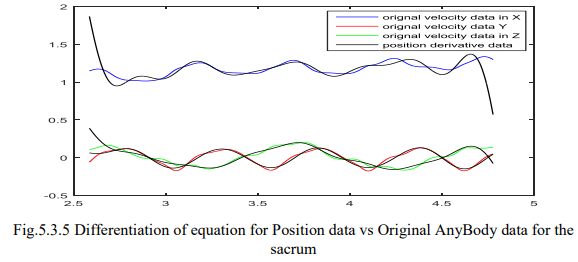 2
1.5
1
0.5
0
-0.5
2.5
3
3.5
4
4.5
5
orignal velocity data in X
orignal velocity data Y
orignal velocity data in Z
position derivative data
Fig.5.3.5 Differentiation of equation for Position data vs Original AnyBody data for the
sacrum